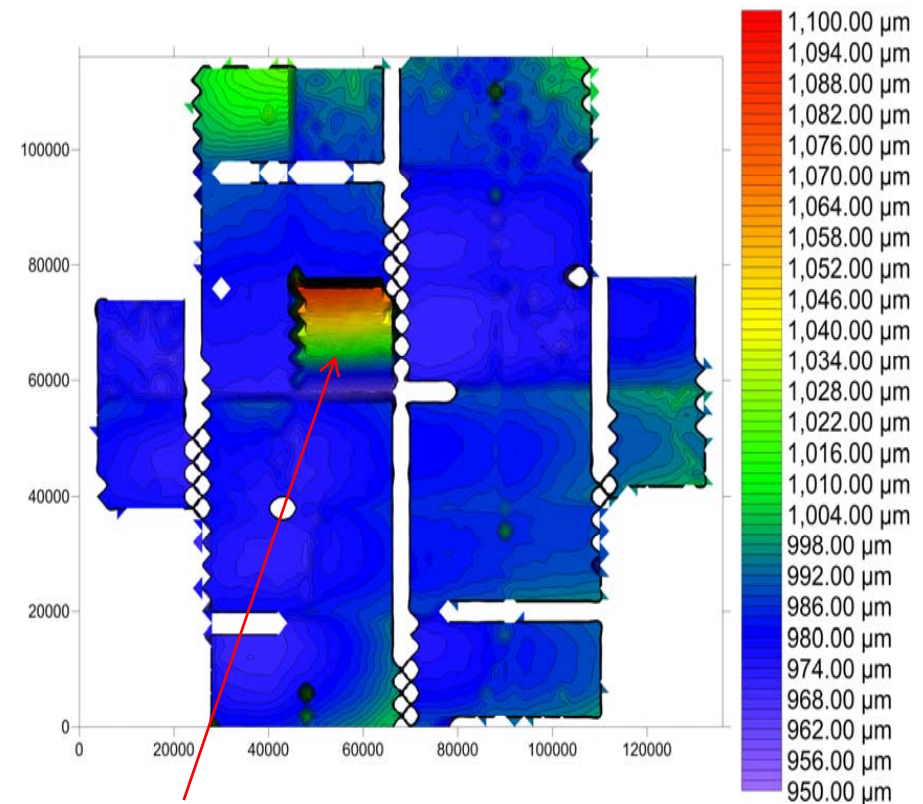 1,100.00 µm
1,094.00 µm
1,088.00 µm
1,082.00 µm
1,076.00 µm
1,070.00 µm
1,064.00 µm
1,058.00 µm
1,052.00 µm
1,046.00 µm
1,040.00 µm
1,034.00 µm
1,028.00 µm
1,022.00 µm
1,016.00 µm
1,010.00 µm
1,004.00 µm
998.00 µm
992.00 µm
986.00 µm
980.00 µm
974.00 µm
968.00 µm
962.00 µm
956.00 µm
950.00 µm
100000
80000
60000
40000
20000
0
0 20000 40000 60000 80000 100000 120000